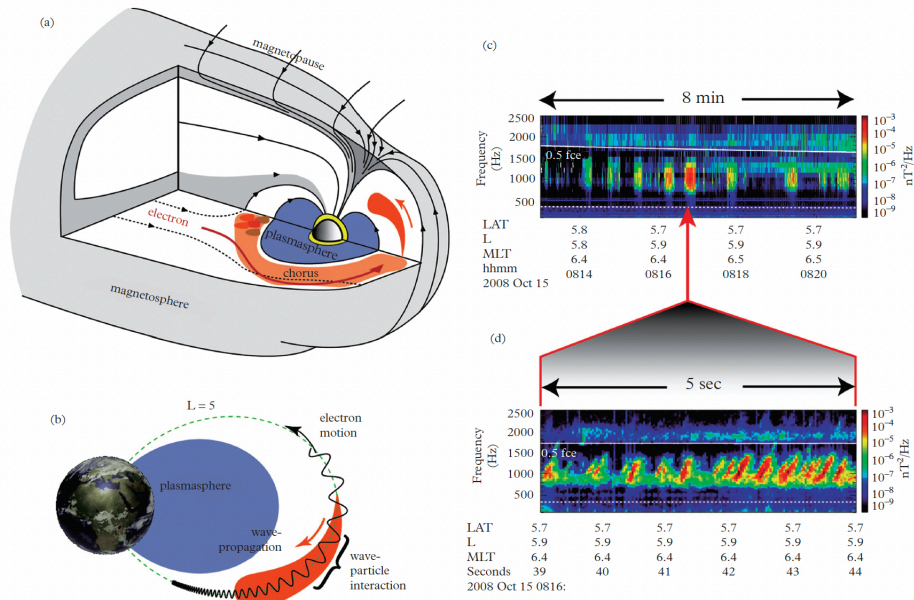 (a)
magnetopause
electron
plasmasphere
chorus
magnetosphere
(b)
L = 5
electron
motion
plasmasphere
wave-
propagation
wave-
particle
interaction
(c)
8 min
Frequency
(Hz)
2500
2000
1500
1000
500
0.5 fce
10⁻³
10⁻⁴
10⁻⁵
10⁻⁶
10⁻⁷
10⁻⁸
10⁻⁹
nT²/Hz
LAT 5.8 5.7 5.7 5.7
L 5.8 5.9 5.9 5.9
MLT 6.4 6.4 6.5 6.5
hhmm 0814 0816 0818 0820
2008 Oct 15
(d)
5 sec
Frequency
(Hz)
2500
2000
1500
1000
500
0.5 fce
10⁻³
10⁻⁴
10⁻⁵
10⁻⁶
10⁻⁷
10⁻⁸
10⁻⁹
nT²/Hz
LAT 5.7 5.7 5.7 5.7 5.7 5.7
L 5.9 5.9 5.9 5.9 5.9 5.9
MLT 6.4 6.4 6.4 6.4 6.4 6.4
Seconds 39 40 41 42 43 44
2008 Oct 15 0816: